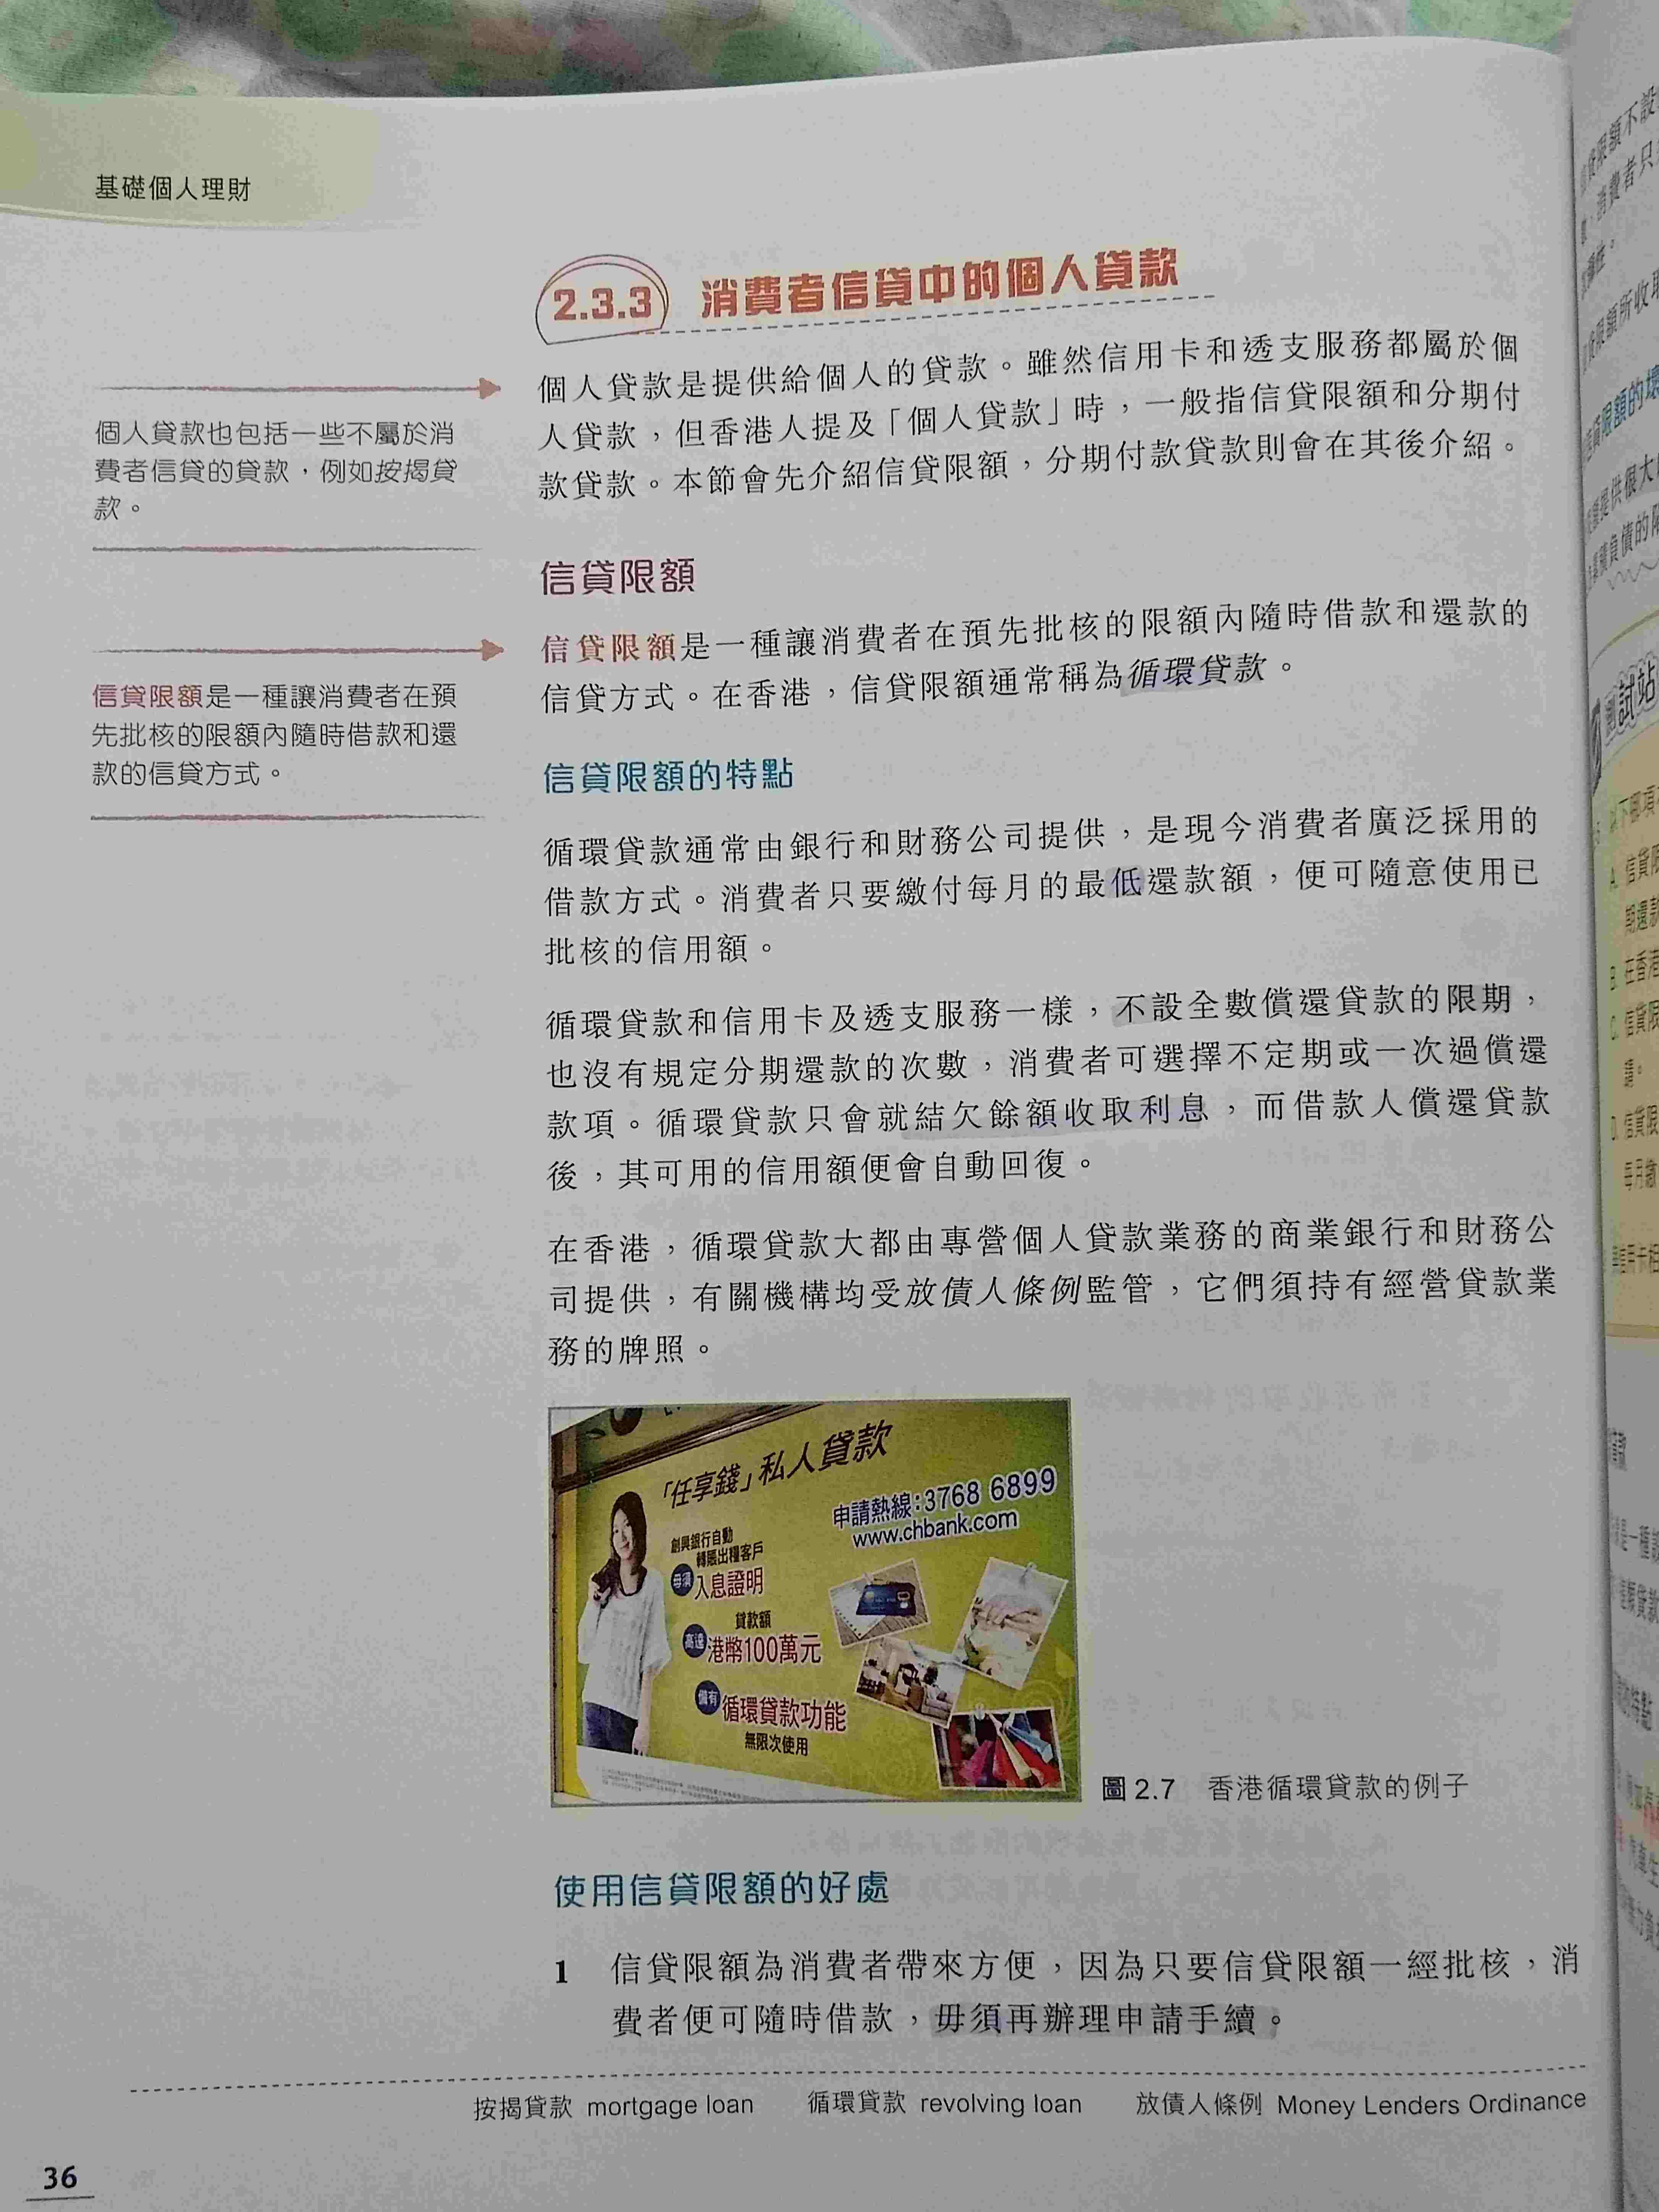 基礎個人理財
2.3.3 消費者信貸中的個人貸款
個人貸款是提供給個人的貸款。雖然信用卡和透支服務都屬於個
人貸款，但香港人提及「個人貸款」時，一般指信貸限額和分期付
款貸款。本節會先介紹信貸限額，分期付款貸款則會在其後介紹。
個人貸款也包括一些不屬於消
費者信貸的貸款，例如按揭貸
款。
信貸限額
信貸限額是一種讓消費者在預先批核的限額內隨時借款和還款的
信貸方式。在香港，信貸限額通常稱為循環貸款。
信貸限額是一種讓消費者在預
先批核的限額內隨時借款和還
款的信貸方式。
信貸限額的特點
循環貸款通常由銀行和財務公司提供，是現今消費者廣泛採用的
借款方式。消費者只要繳付每月的最低還款額，便可隨意使用已
批核的信用額。
循環貸款和信用卡及透支服務一樣，不設全數償還貸款的限期，
也沒有規定分期還款的次數，消費者可選擇不定期或一次過償還
款項。循環貸款只會就結欠餘額收取利息，而借款人償還貸款
後，其可用的信用額便會自動回復。
在香港，循環貸款大都由專營個人貸款業務的商業銀行和財務公
司提供，有關機構均受放債人條例監管，它們須持有經營貸款業
務的牌照。
「任享錢」私人貸款
申請熱線：3768 6899
www.chbank.com
創興銀行自動
轉賬出糧客戶
毋須 入息證明
貸款額
高達 港幣100萬元
備有 循環貸款功能
無限次使用
圖 2.7 香港循環貸款的例子
使用信貸限額的好處
1 信貸限額為消費者帶來方便，因為只要信貸限額一經批核，消
費者便可隨時借款，毋須再辦理申請手續。
按揭貸款 mortgage loan 循環貸款 revolving loan 放債人條例 Money Lenders Ordinance
36